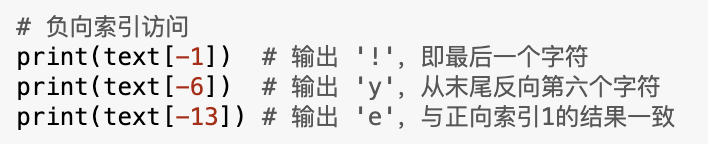 # 负向索引访问
print(text[-1])  # 输出 '!'，即最后一个字符
print(text[-6])  # 输出 'y'，从末尾反向第六个字符
print(text[-13]) # 输出 'e'，与正向索引1的结果一致